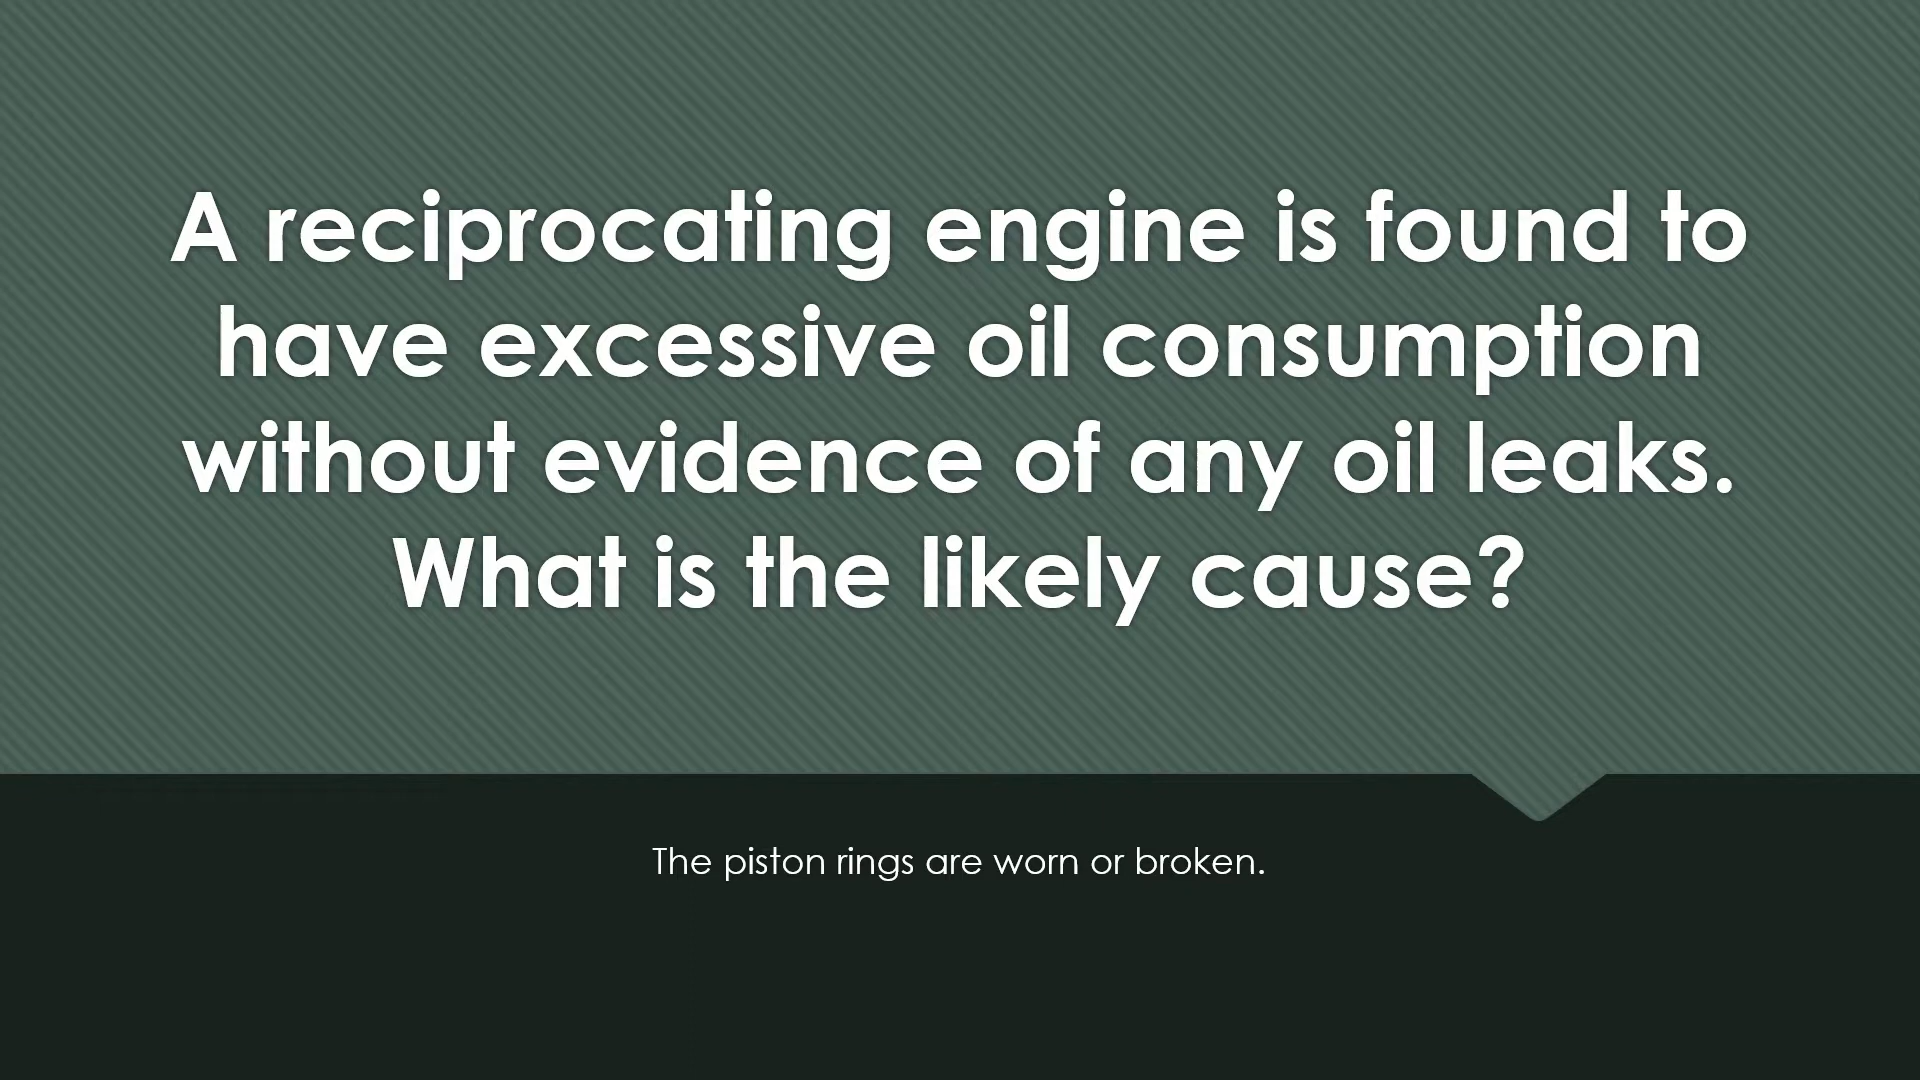 A reciprocating engine is found to
have excessive oil consumption
without evidence of any oil leaks.
What is the likely cause?
The piston rings are worn or broken.